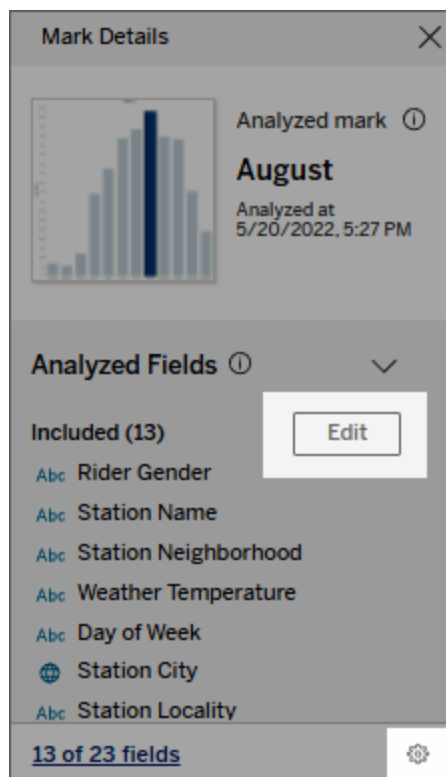 Mark Details
Analyzed mark
August
Analyzed at
5/20/2022, 5:27 PM
Analyzed Fields
Included (13)
Edit
Abc Rider Gender
Abc Station Name
Abc Station Neighborhood
Abc Weather Temperature
Abc Day of Week
Station City
Abc Station Locality
13 of 23 fields